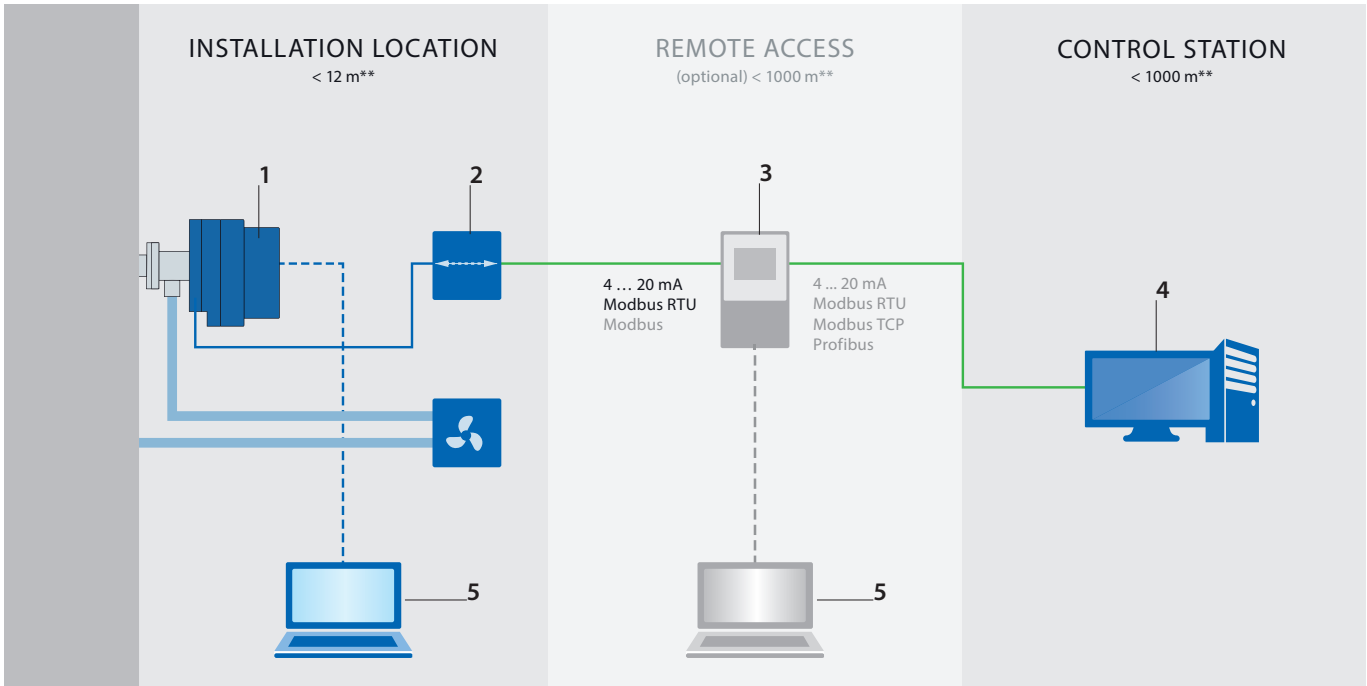 INSTALLATION LOCATION
< 12 m**
REMOTE ACCESS
(optional) < 1000 m**
CONTROL STATION
< 1000 m**
1
2
3
4 … 20 mA
Modbus RTU
Modbus
4 ... 20 mA
Modbus RTU
Modbus TCP
Profibus
4
5
5